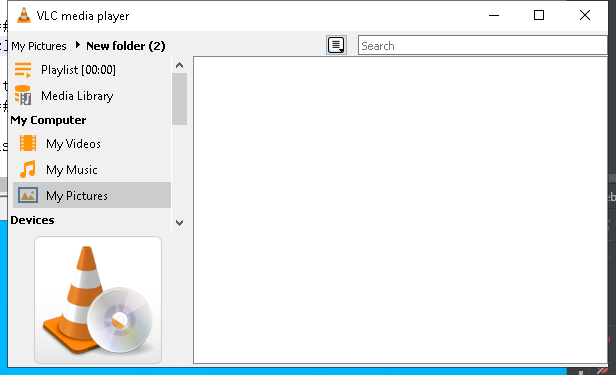 VLC media player
My Pictures New folder (2)
Search
Playlist [00:00]
Media Library
My Computer
My Videos
My Music
My Pictures
Devices